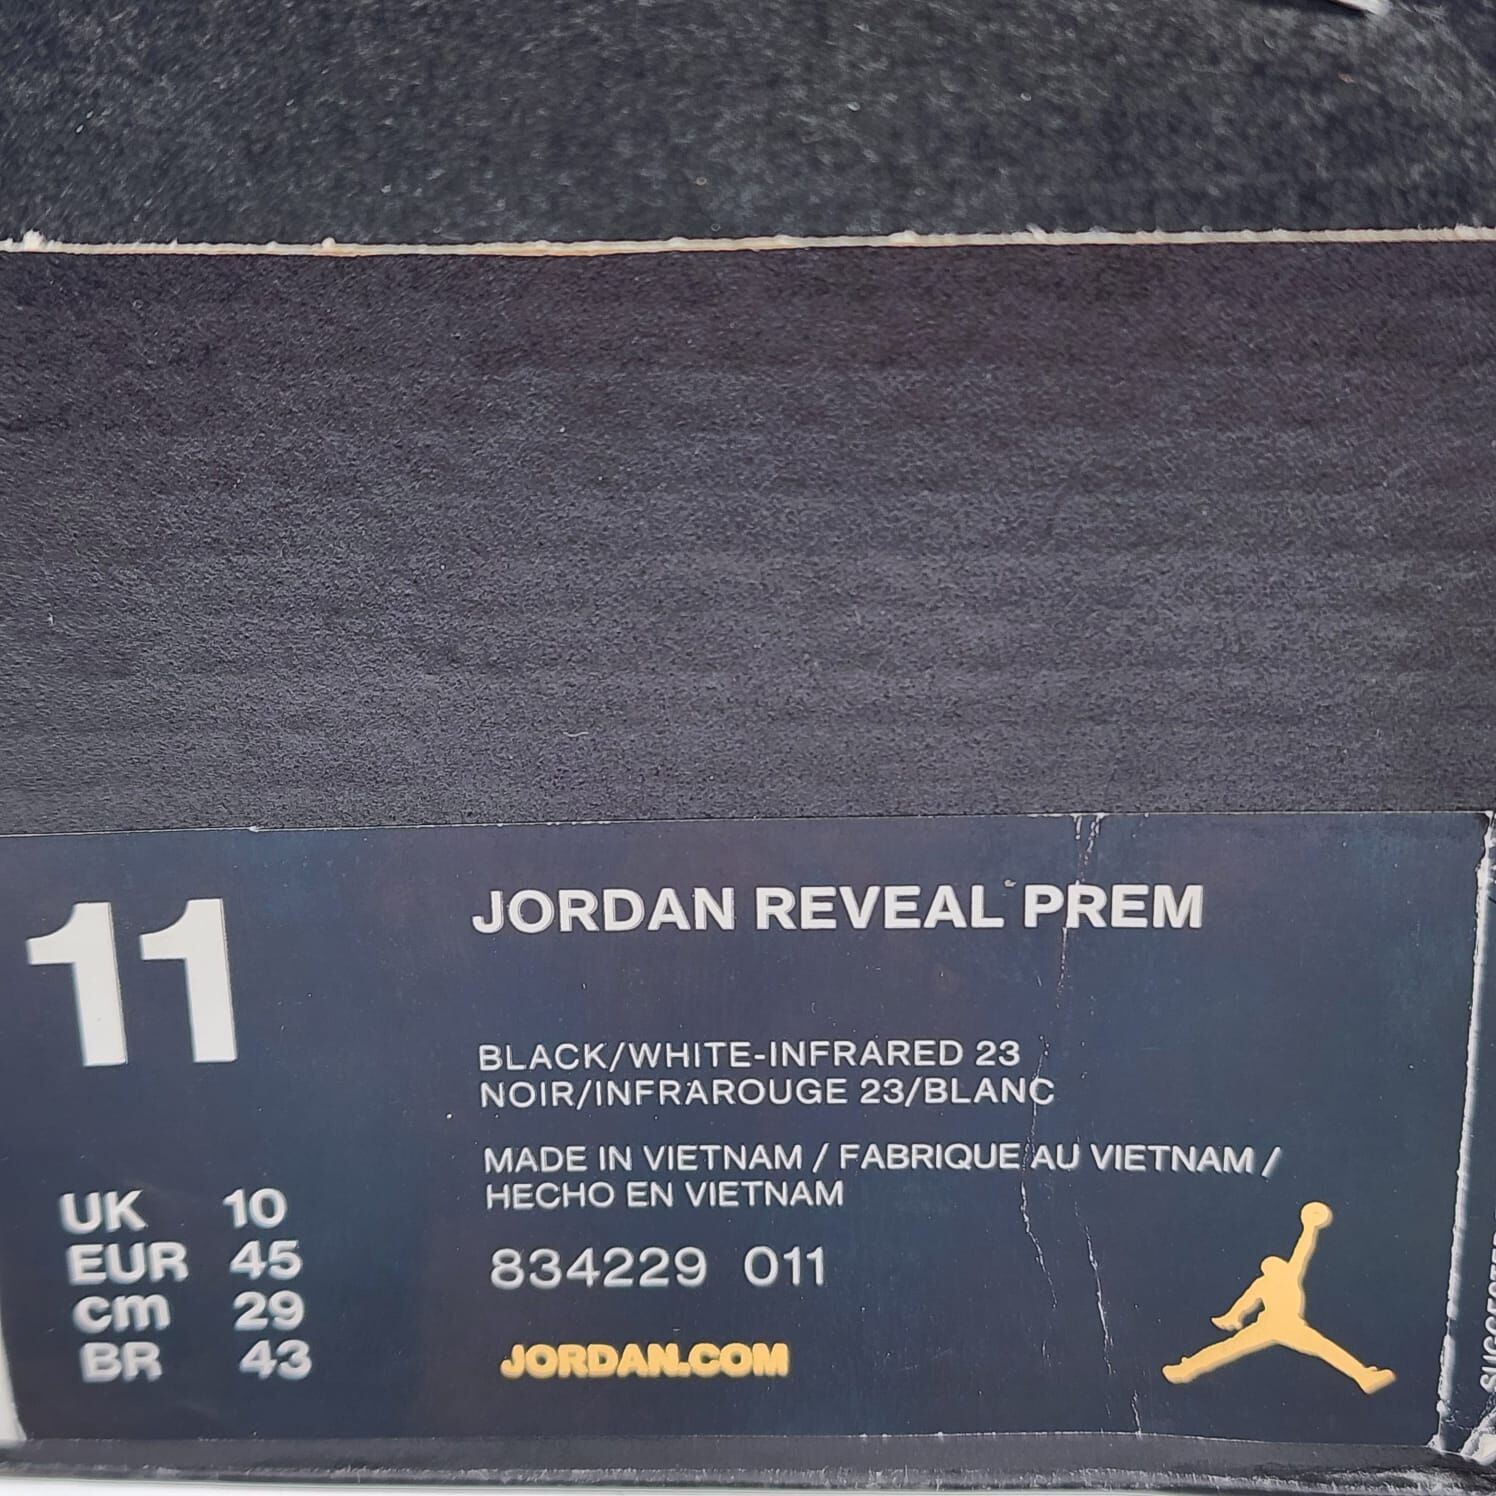 11
JORDAN REVEAL PREM
BLACK/WHITE-INFRARED 23
NOIR/INFRAROUGE 23/BLANC
MADE IN VIETNAM / FABRIQUE AU VIETNAM /
HECHO EN VIETNAM
834229 011
JORDAN.COM
UK 10
EUR 45
cm 29
BR 43